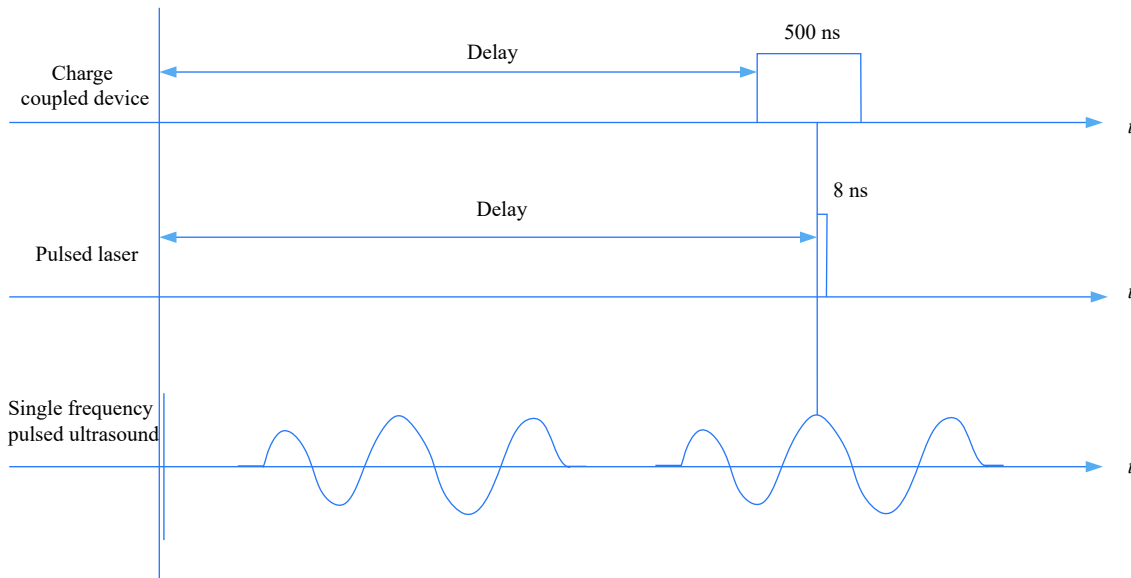 500 ns
Delay
Charge
coupled device
t
8 ns
Delay
Pulsed laser
t
Single frequency
pulsed ultrasound
t